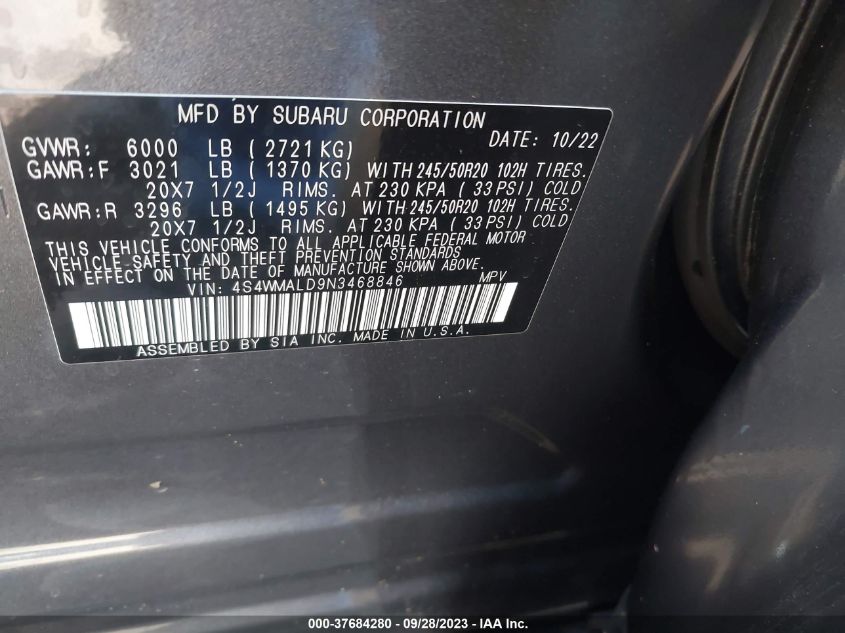 MFD BY SUBARU CORPORATION
DATE: 10/22
GVWR: 6000 LB ( 2721 KG)
GAWR:F 3021 LB ( 1370 KG) WITH 245/50R20 102H TIRES.
20X7 1/2J RIMS. AT 230 KPA ( 33 PSI) COLD
GAWR:R 3296 LB ( 1495 KG) WITH 245/50R20 102H TIRES.
20X7 1/2J RIMS. AT 230 KPA ( 33 PSI) COLD
THIS VEHICLE CONFORMS TO ALL APPLICABLE FEDERAL MOTOR
VEHICLE SAFETY AND THEFT PREVENTION STANDARDS
IN EFFECT ON THE DATE OF MANUFACTURE SHOWN ABOVE.
VIN: 4S4WMALD9N3468846 MPV
ASSEMBLED BY SIA INC. MADE IN U.S.A.
000-37684280 - 09/28/2023 - IAAI.com